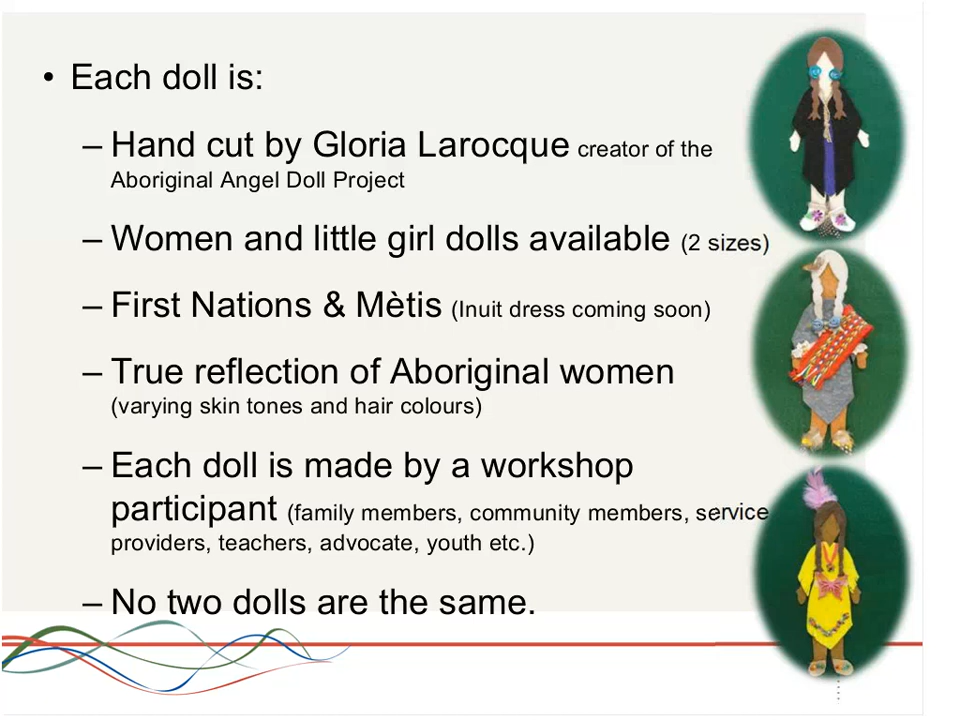 • Each doll is:
– Hand cut by Gloria Larocque creator of the
Aboriginal Angel Doll Project
– Women and little girl dolls available (2 sizes)
– First Nations & Mètis (Inuit dress coming soon)
– True reflection of Aboriginal women
(varying skin tones and hair colours)
– Each doll is made by a workshop
participant (family members, community members, service
providers, teachers, advocate, youth etc.)
– No two dolls are the same.